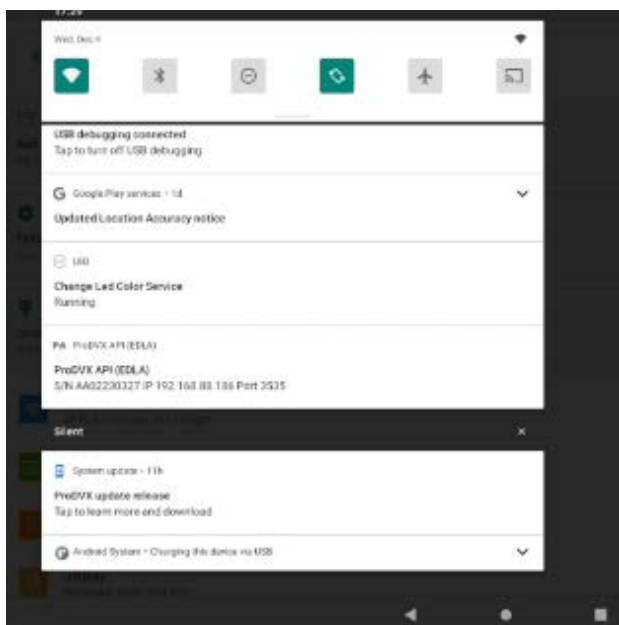 17:29
Wed, Dec 4
USB debugging connected
Tap to turn off USB debugging
G Google Play services • 1d
Updated Location Accuracy notice
LED
Change Led Color Service
Running
PA ProDVX API (EDLA)
ProDVX API (EDLA)
S/N AA02230327 IP 192.168.88.186 Port 3535
Silent
System update • 11h
ProDVX update release
Tap to learn more and download
Android System • Charging this device via USB
Display